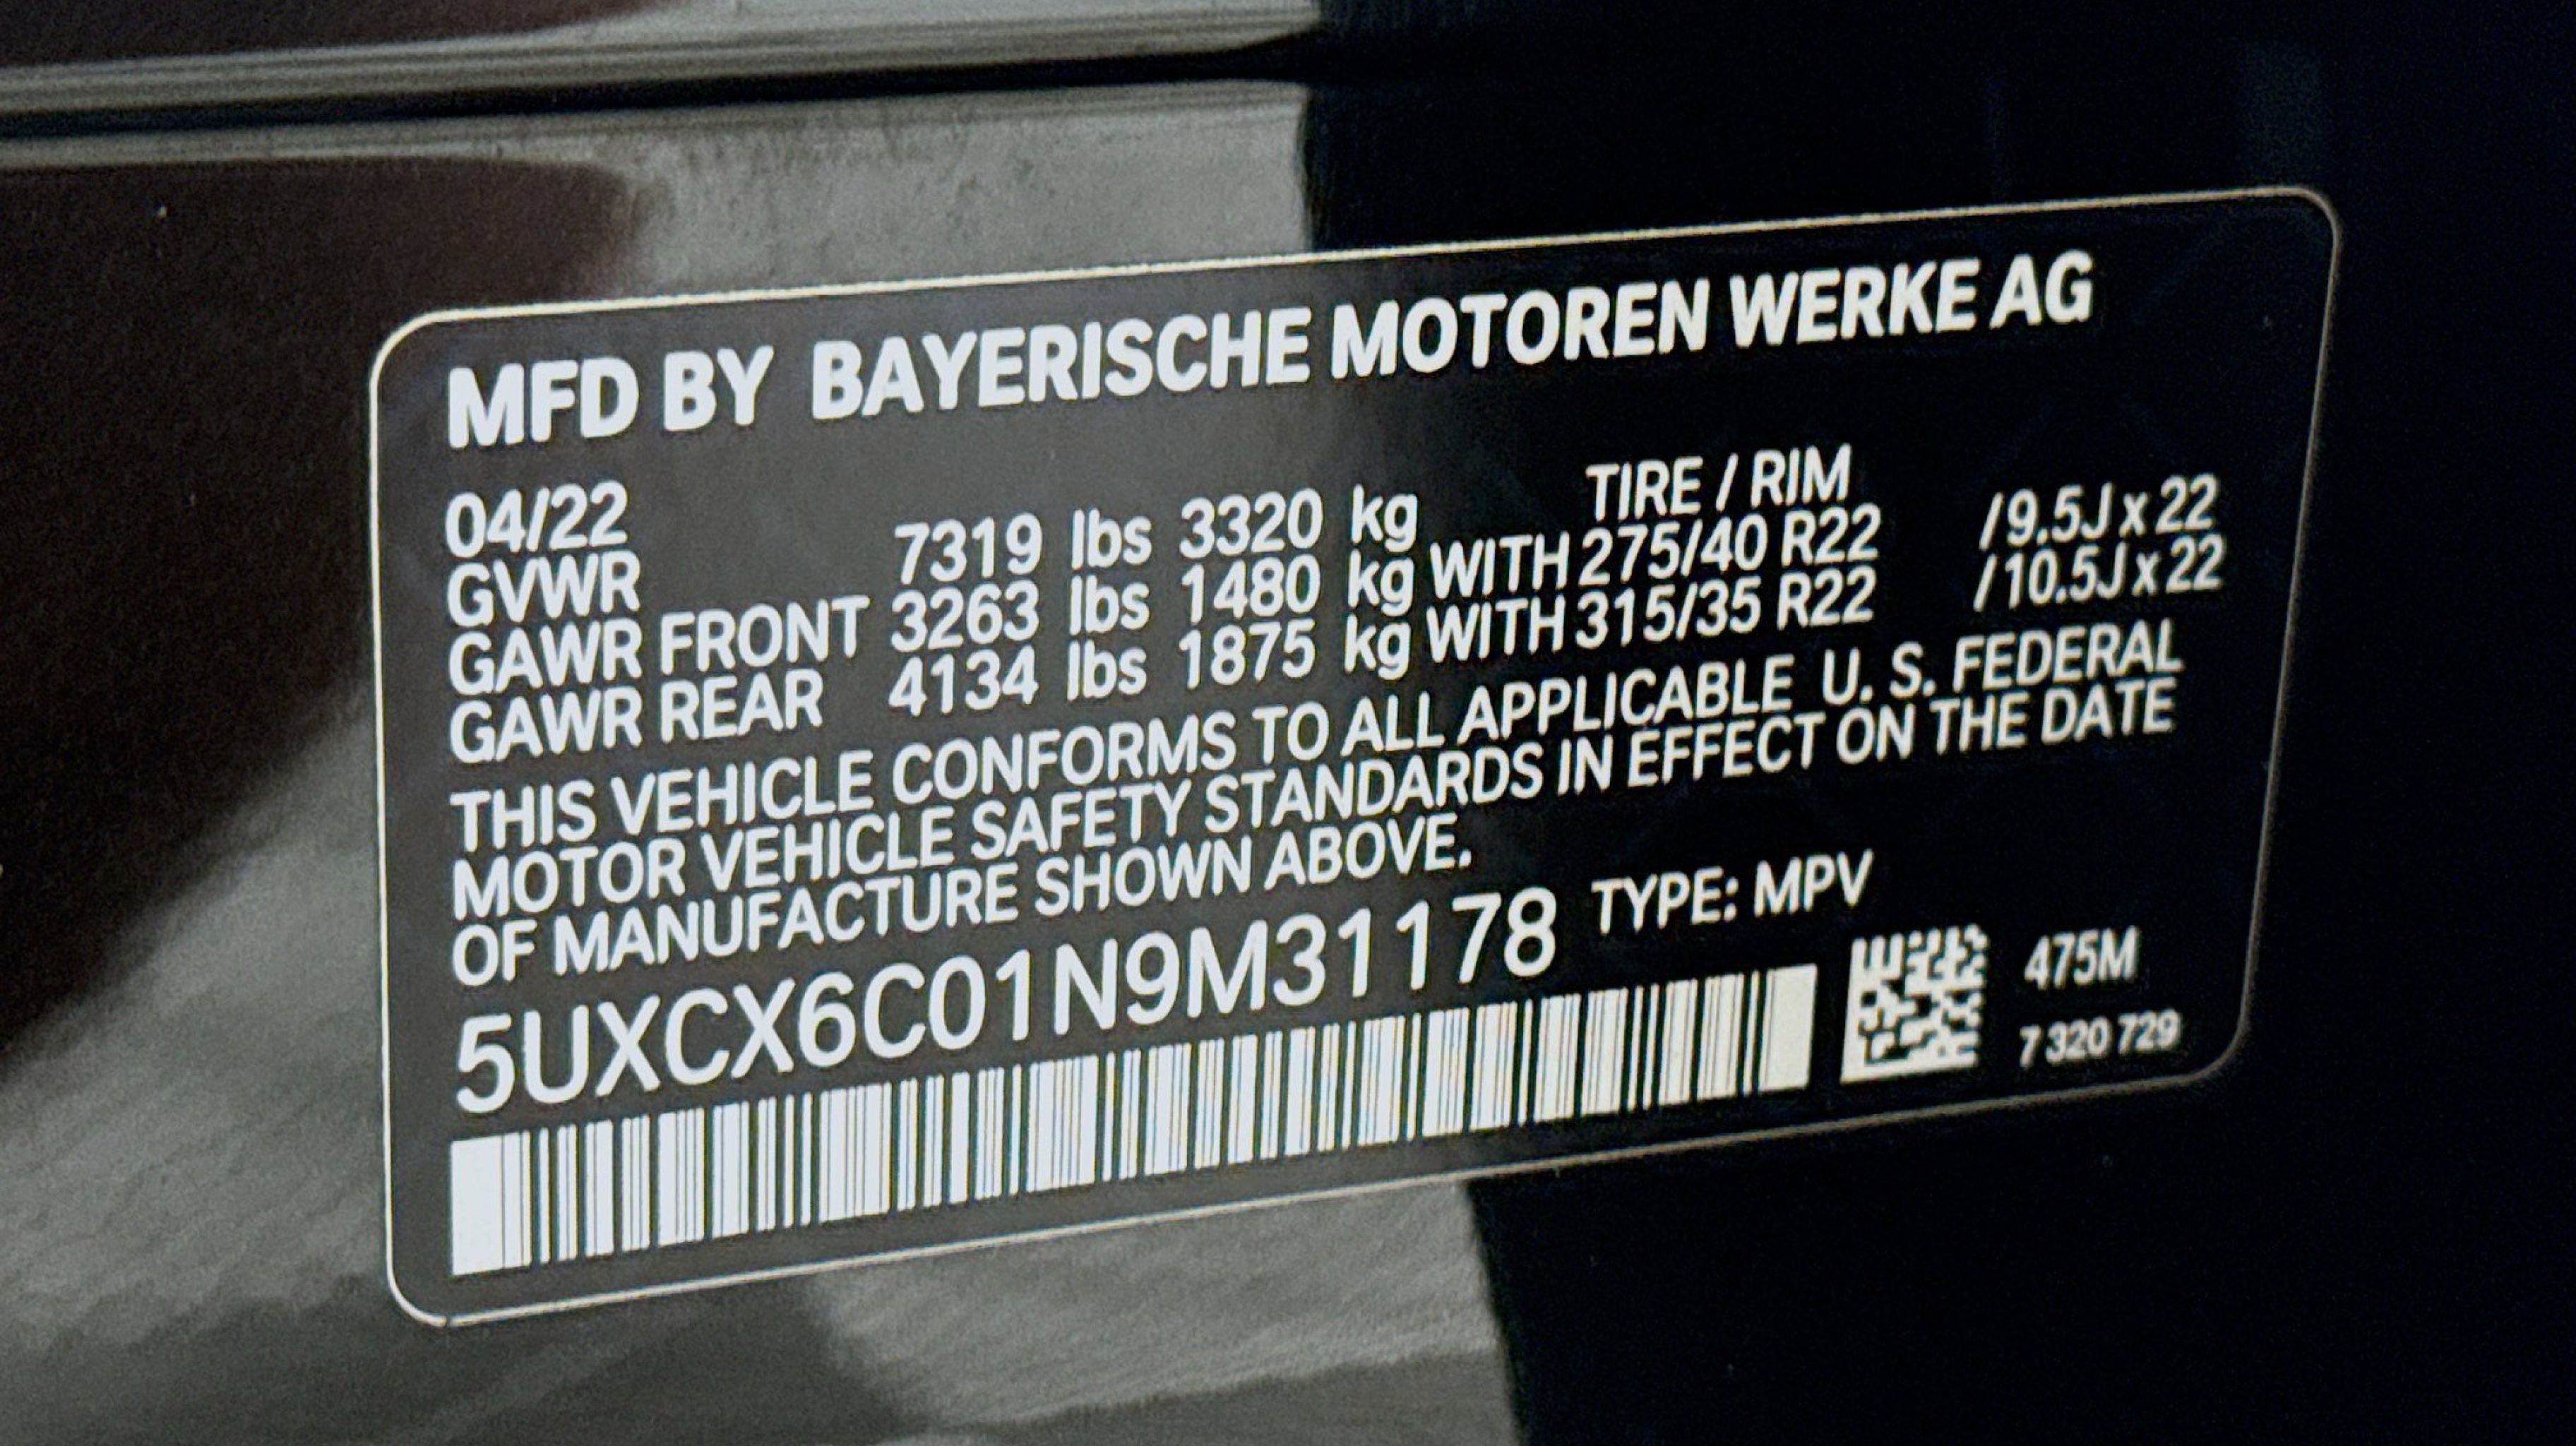 MFD BY BAYERISCHE MOTOREN WERKE AG
04/22 TIRE / RIM
GVWR 7319 lbs 3320 kg
GAWR FRONT 3263 lbs 1480 kg WITH 275/40 R22 /9.5J x 22
GAWR REAR 4134 lbs 1875 kg WITH 315/35 R22 /10.5J x 22
THIS VEHICLE CONFORMS TO ALL APPLICABLE U. S. FEDERAL
MOTOR VEHICLE SAFETY STANDARDS IN EFFECT ON THE DATE
OF MANUFACTURE SHOWN ABOVE.
5UXCX6C01N9M31178 TYPE: MPV
475M
7 320 729